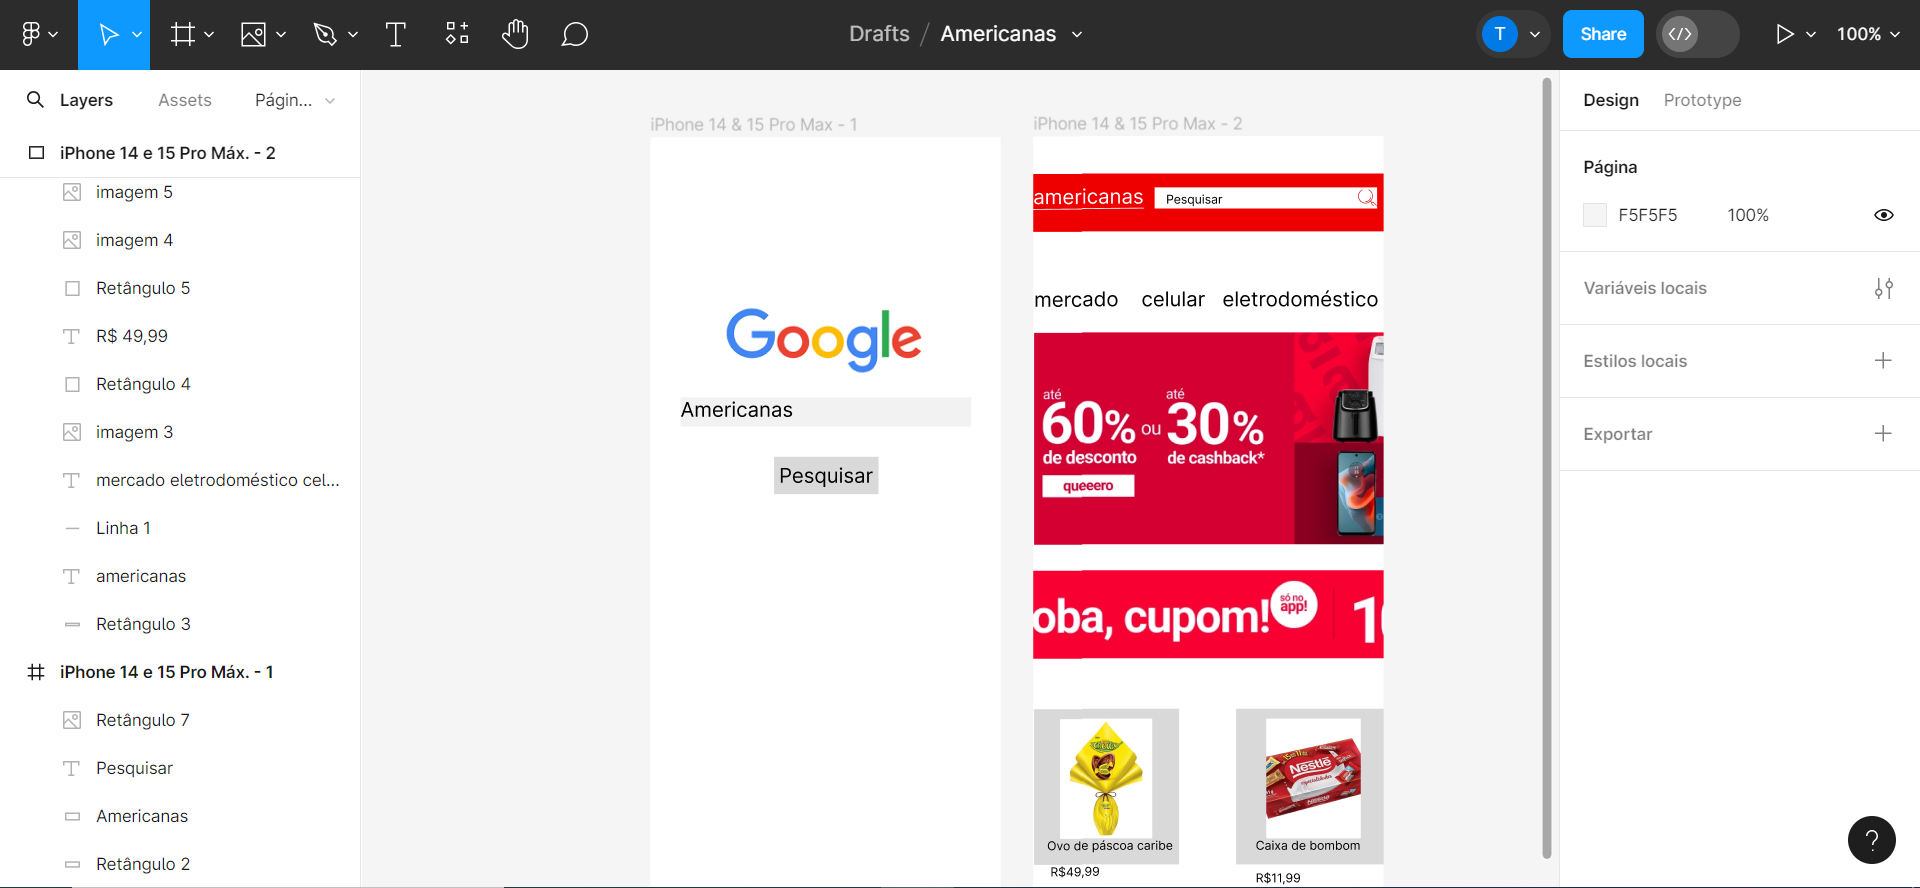 Drafts / Americanas
T
Share
100%
Layers
Assets
Págin...
iPhone 14 e 15 Pro Máx. - 2
imagem 5
imagem 4
Retângulo 5
R$ 49,99
Retângulo 4
imagem 3
mercado eletrodoméstico cel...
Linha 1
americanas
Retângulo 3
iPhone 14 e 15 Pro Máx. - 1
Retângulo 7
Pesquisar
Americanas
Retângulo 2
iPhone 14 & 15 Pro Max - 1
Google
Americanas
Pesquisar
iPhone 14 & 15 Pro Max - 2
americanas
Pesquisar
mercado celular eletrodoméstico
até
60%
de desconto
ou
até
30%
de cashback*
queeero
oba, cupom!
só no
app!
Nestlé
especialidades
Ovo de páscoa caribe
R$49,99
Caixa de bombom
R$11,99
Design
Prototype
Página
F5F5F5
100%
Variáveis locais
Estilos locais
Exportar
?